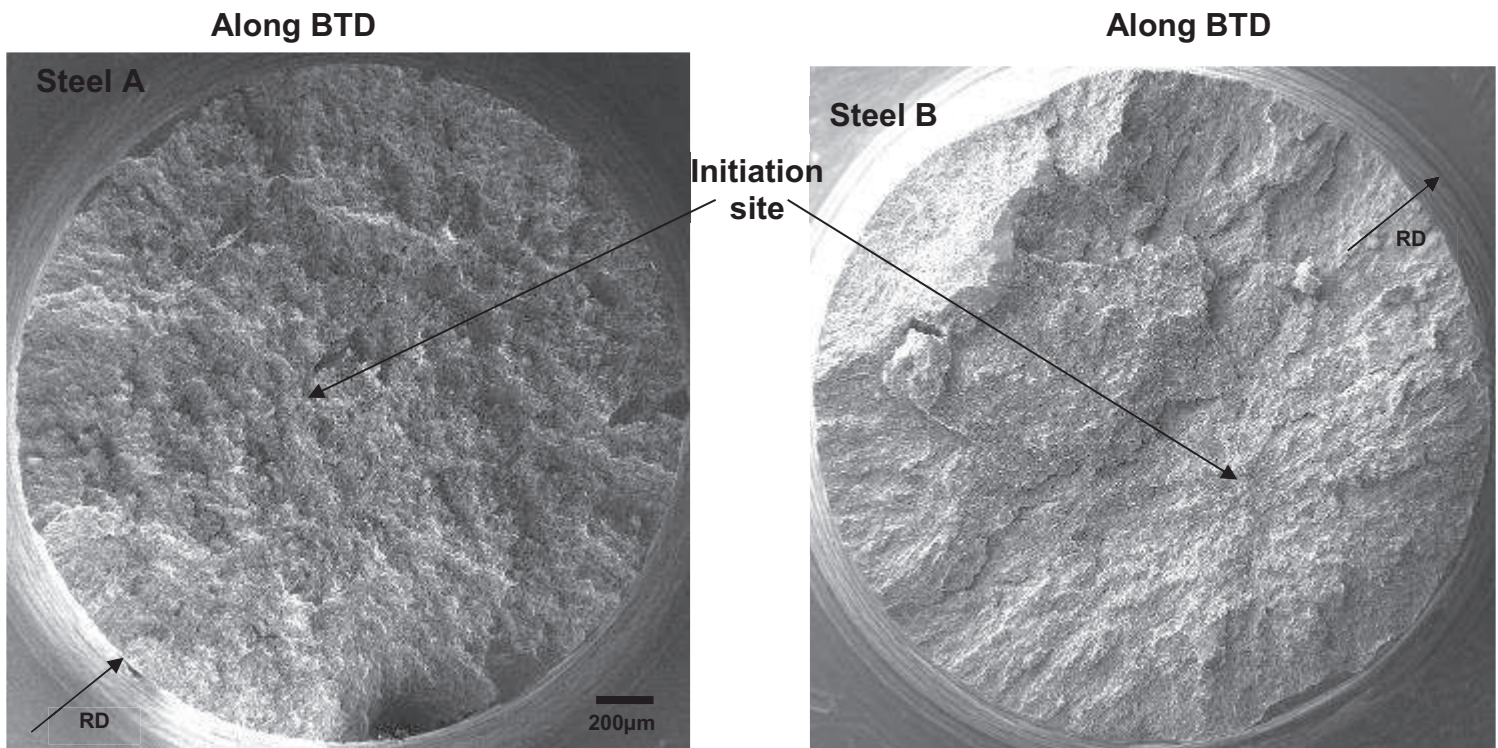 Along BTD
Along BTD
Steel A
Steel B
Initiation
site
RD
RD
200µm